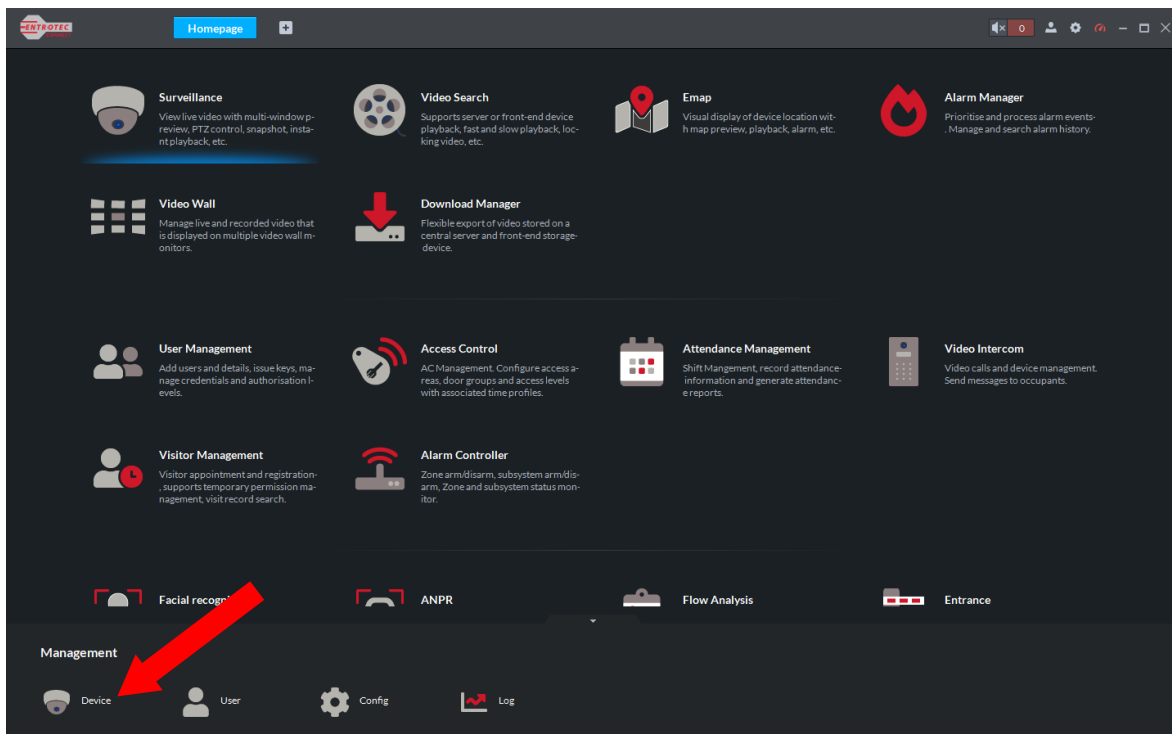 ENTROTEC
Homepage
0
Surveillance
View live video with multi-window p-
review, PTZ control, snapshot, insta-
nt playback, etc.
Video Search
Supports server or front-end device
playback, fast and slow playback, loc-
king video, etc.
Emap
Visual display of device location wit-
h map preview, playback, alarm, etc.
Alarm Manager
Prioritise and process alarm events-
. Manage and search alarm history.
Video Wall
Manage live and recorded video that
is displayed on multiple video wall m-
onitors.
Download Manager
Flexible export of video stored on a
central server and front-end storage-
device.
User Management
Add users and details, issue keys, ma-
nage credentials and authorisation l-
evels.
Access Control
AC Management. Configure access a-
reas, door groups and access levels
with associated time profiles.
Attendance Management
Shift Mangement, record attendance-
information and generate attendanc-
e reports.
Video Intercom
Video calls and device management.
Send messages to occupants.
Visitor Management
Visitor appointment and registration-
, supports temporary permission ma-
nagement, visit record search.
Alarm Controller
Zone arm/disarm, subsystem arm/dis-
arm, Zone and subsystem status mon-
itor.
Facial
ANPR
Flow Analysis
Entrance
Management
Device
User
Config
Log